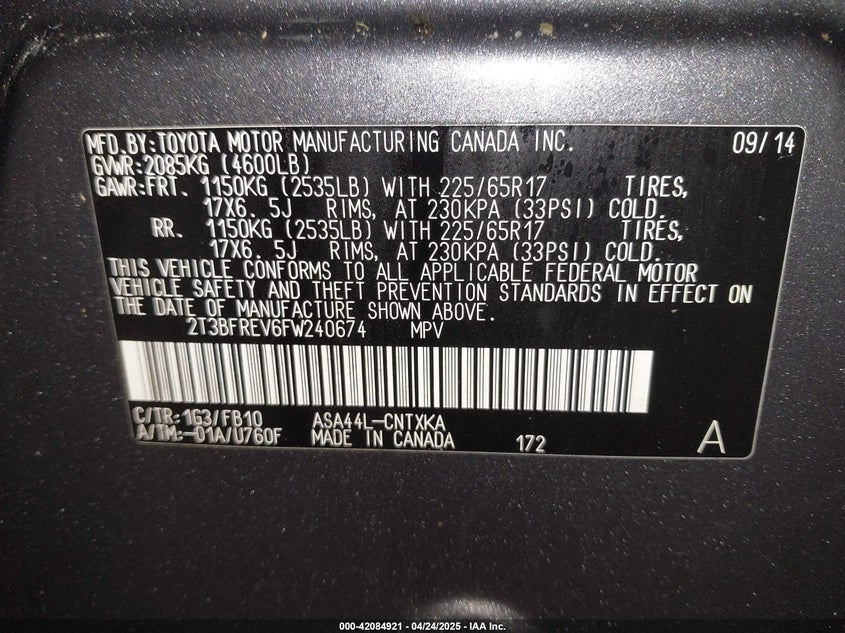 MFD.BY:TOYOTA MOTOR MANUFACTURING CANADA INC. 09/14
GVWR:2085KG (4600LB)
GAWR:FRT. 1150KG (2535LB) WITH 225/65R17 TIRES,
17X6. 5J RIMS, AT 230KPA (33PSI) COLD.
RR. 1150KG (2535LB) WITH 225/65R17 TIRES,
17X6. 5J RIMS, AT 230KPA (33PSI) COLD.
THIS VEHICLE CONFORMS TO ALL APPLICABLE FEDERAL MOTOR
VEHICLE SAFETY AND THEFT PREVENTION STANDARDS IN EFFECT ON
THE DATE OF MANUFACTURE SHOWN ABOVE.
2T3BFREV6FW240674 MPV
C/TR:1G3/FB10 ASA44L-CNTXKA
A/TM:-01A/U760F MADE IN CANADA 172 A
000-42084921 - 04/24/2025 - IAA Inc.